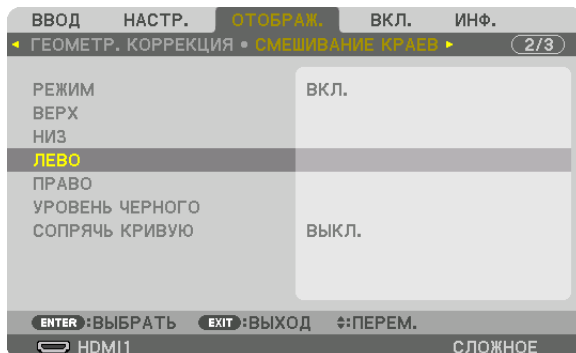 ВВОД НАСТР. ОТОБРАЖ. ВКЛ. ИНФ.
ГЕОМЕТР. КОРРЕКЦИЯ • СМЕШИВАНИЕ КРАЕВ 2/3
РЕЖИМ ВКЛ.
ВЕРХ
НИЗ
ЛЕВО
ПРАВО
УРОВЕНЬ ЧЕРНОГО
СОПРЯЧЬ КРИВУЮ ВЫКЛ.
ENTER :ВЫБРАТЬ EXIT :ВЫХОД :ПЕРЕМ.
HDMI1 СЛОЖНОЕ